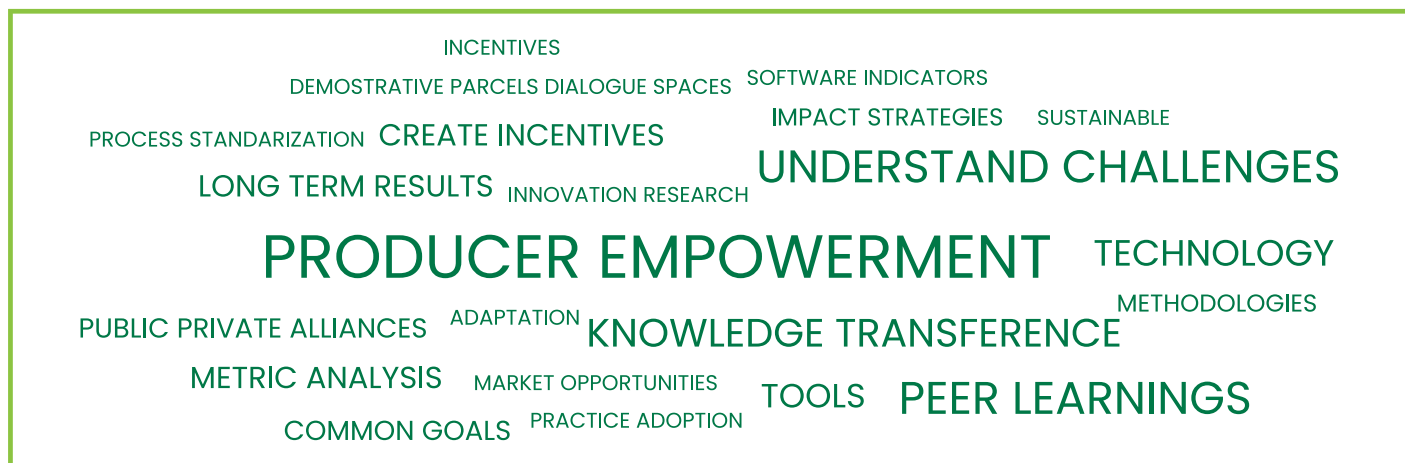 INCENTIVES
DEMOSTRATIVE PARCELS DIALOGUE SPACES
SOFTWARE INDICATORS
IMPACT STRATEGIES
SUSTAINABLE
PROCESS STANDARIZATION
CREATE INCENTIVES
UNDERSTAND CHALLENGES
LONG TERM RESULTS
INNOVATION RESEARCH
PRODUCER EMPOWERMENT
TECHNOLOGY
METHODOLOGIES
PUBLIC PRIVATE ALLIANCES
ADAPTATION
KNOWLEDGE TRANSFERENCE
METRIC ANALYSIS
MARKET OPPORTUNITIES
TOOLS
PEER LEARNINGS
COMMON GOALS
PRACTICE ADOPTION